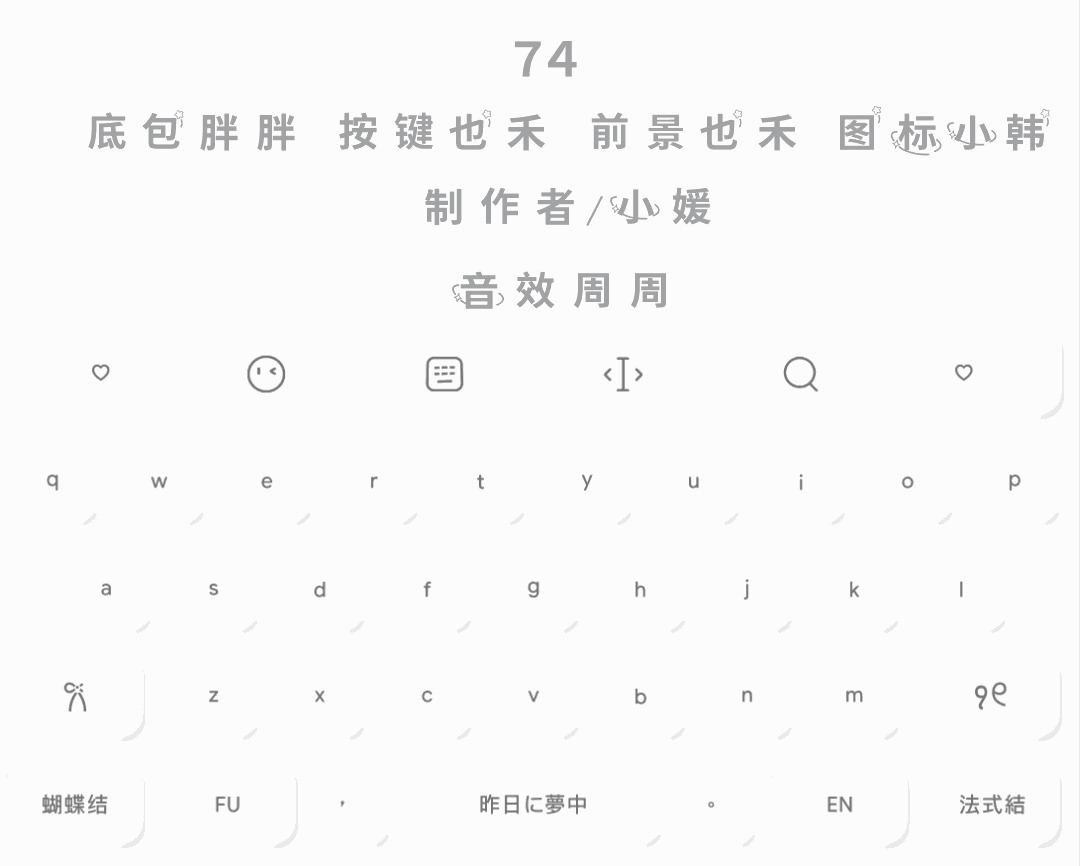 74
底包胖胖 按键也禾 前景也禾 图标小韩
制作者/小媛
音效周周
q w e r t y u i o p
a s d f g h j k l
z x c v b n m
蝴蝶结 FU , 昨日に夢中 。 EN 法式結